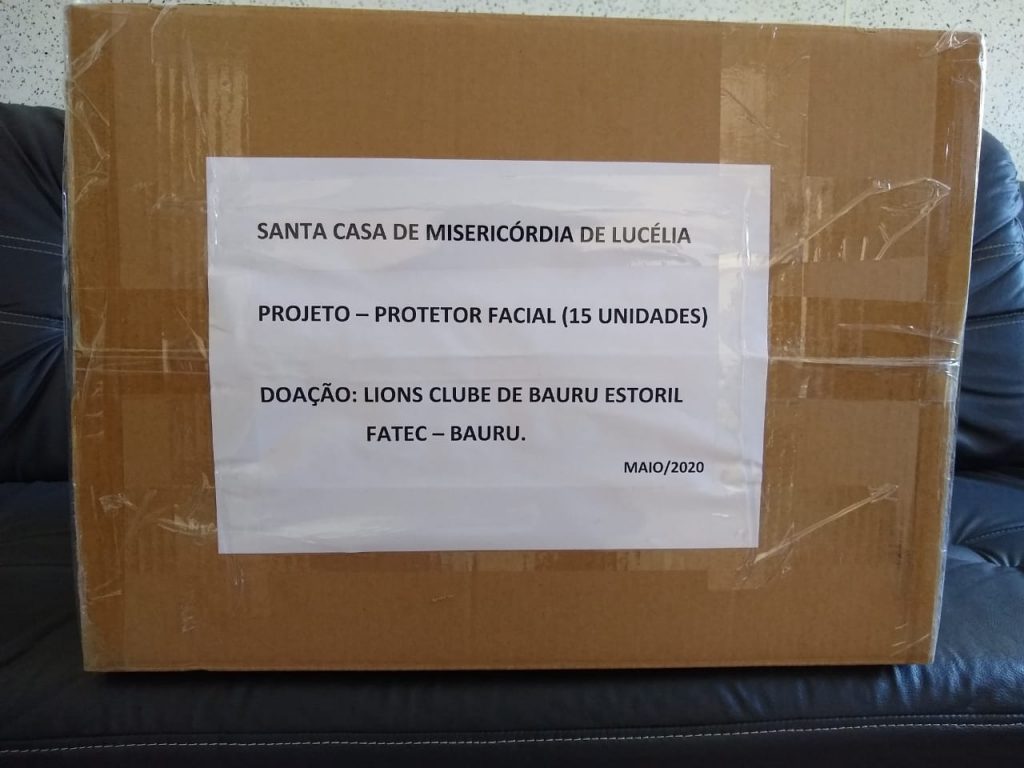 SANTA CASA DE MISERICÓRDIA DE LUCÉLIA
PROJETO – PROTETOR FACIAL (15 UNIDADES)
DOAÇÃO: LIONS CLUBE DE BAURU ESTORIL
FATEC – BAURU.
MAIO/2020